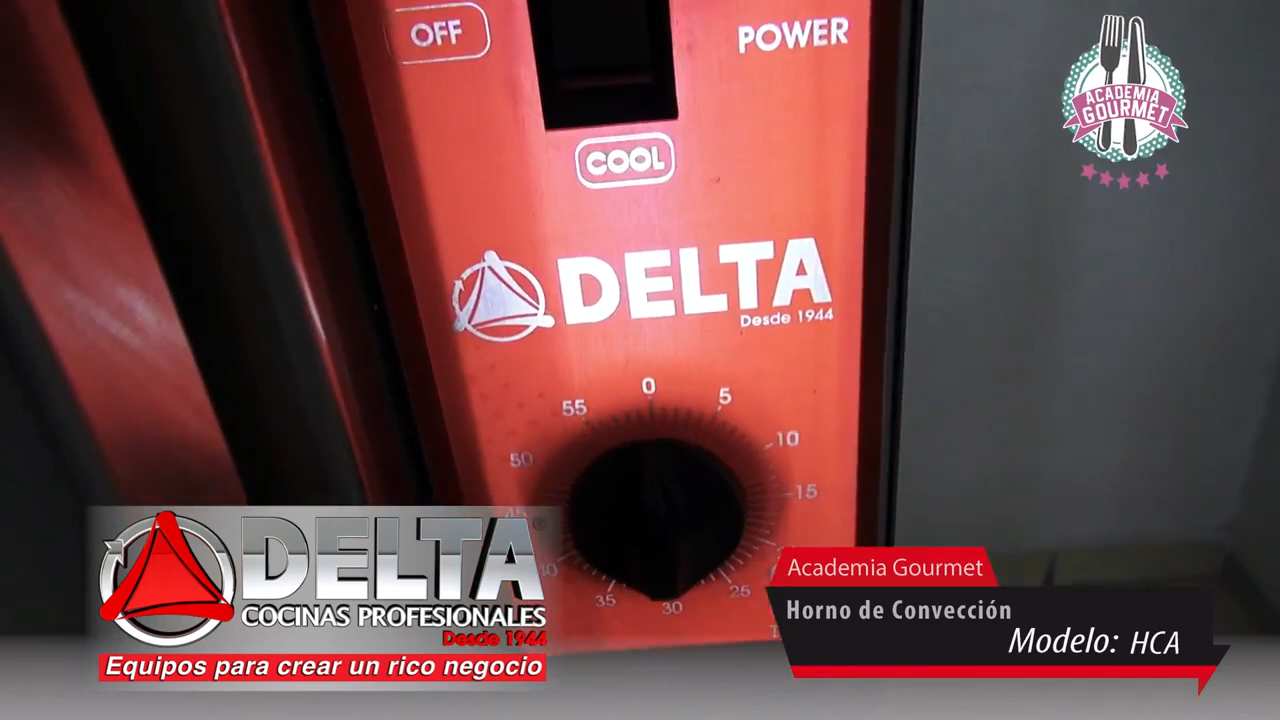 OFF
POWER
COOL
DELTA
Desde 1944
0
5
10
15
25
30
35
50
55
ACADEMIA
GOURMET
DELTA
COCINAS PROFESIONALES
Desde 1944
Equipos para crear un rico negocio
Academia Gourmet
Horno de Convección
Modelo: HCA